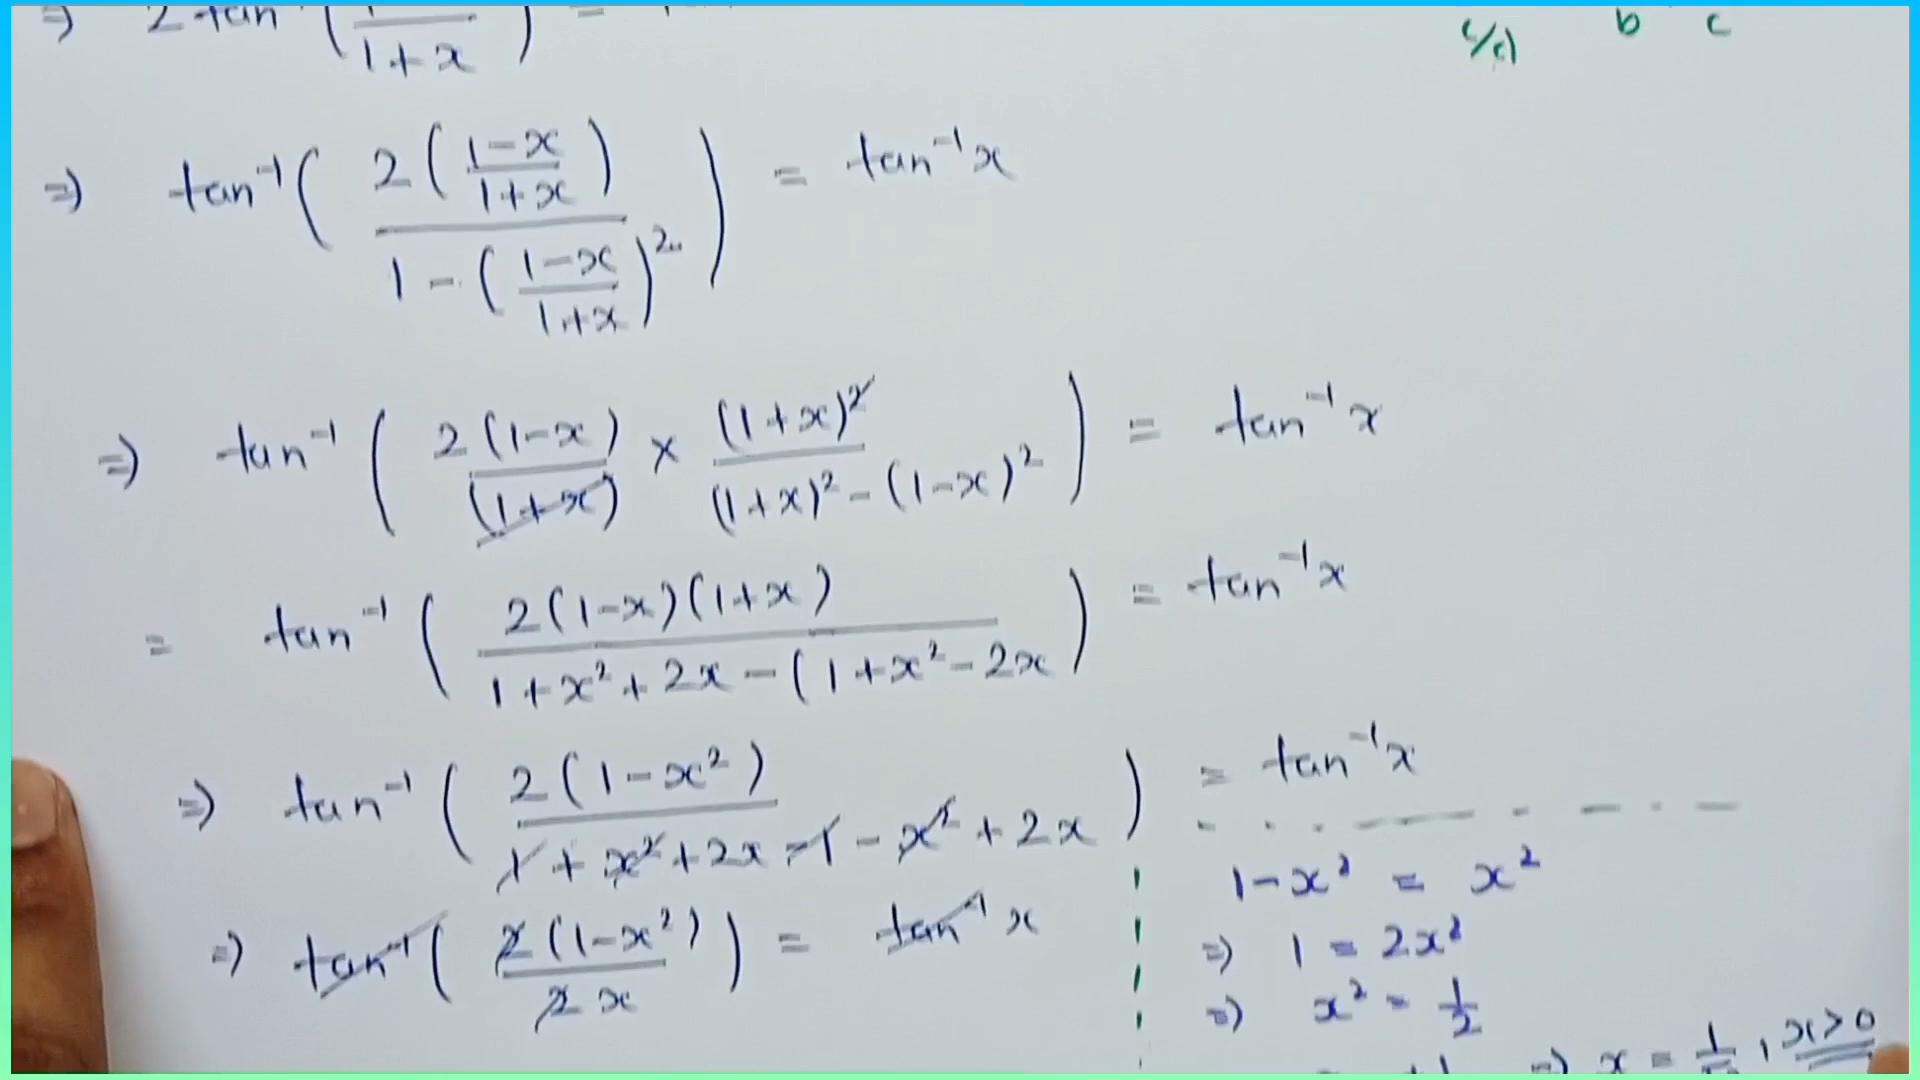 ⇒ 2 tan ( / 1+x ) =
c/d b c
⇒ tan⁻¹( 2((1-x)/(1+x)) / 1-((1-x)/(1+x))² ) = tan⁻¹x
⇒ tan⁻¹( 2(1-x)/(1+x) × (1+x)²/(1+x)²-(1-x)² ) = tan⁻¹x
= tan⁻¹( 2(1-x)(1+x) / 1+x²+2x-(1+x²-2x ) = tan⁻¹x
⇒ tan⁻¹( 2(1-x²) / 1+x²+2x-1-x²+2x ) = tan⁻¹x
⇒ tan⁻¹( 2(1-x²) / 2x ) = tan⁻¹x
1-x² = x²
⇒ 1 = 2x²
⇒ x² = 1/2
⇒ x = 1/ , x>0